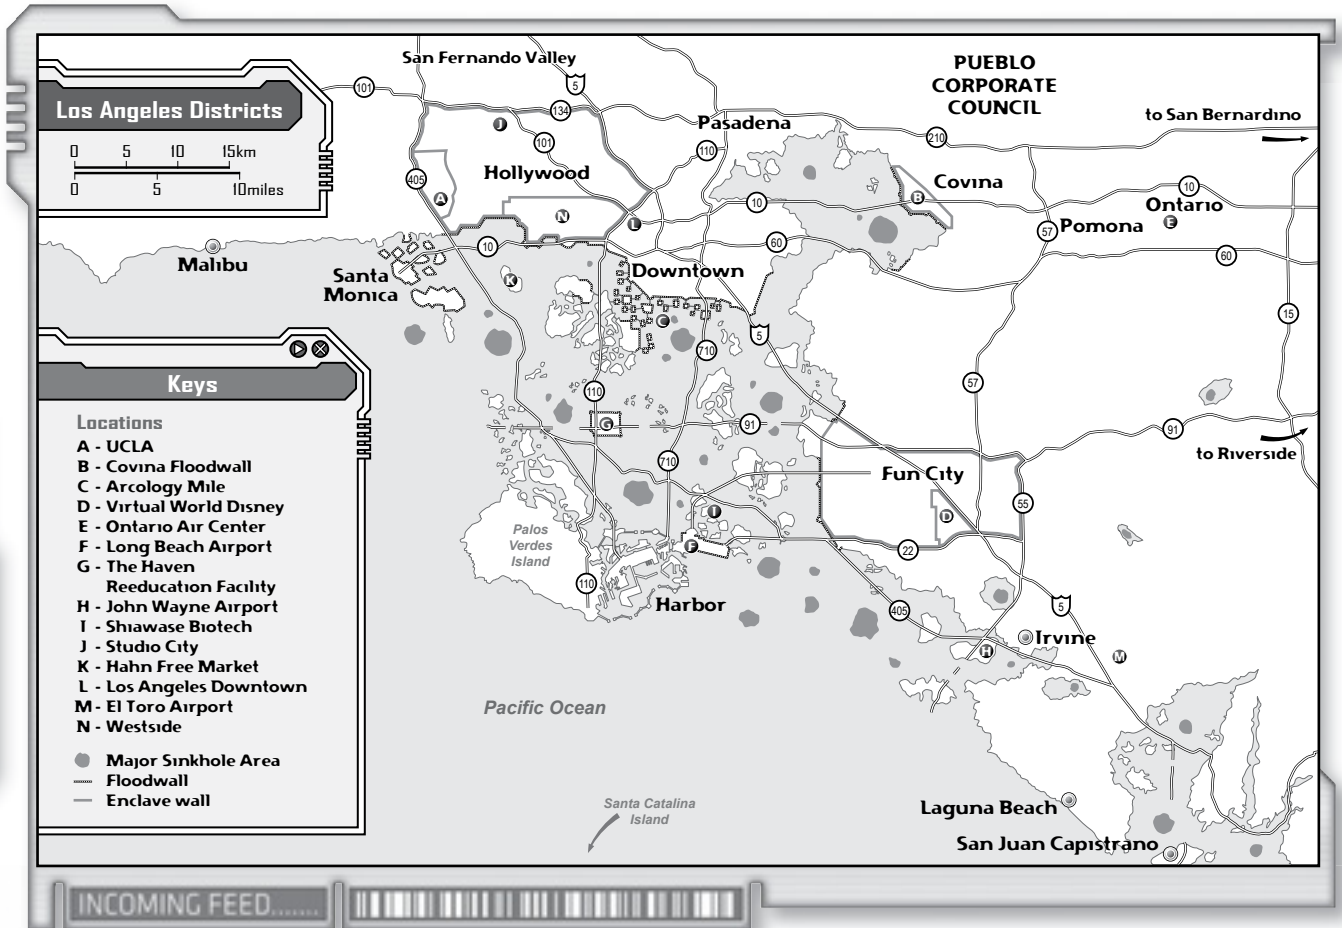 Los Angeles Districts
0 5 10 15km
0 5 10miles
San Fernando Valley
PUEBLO
CORPORATE
COUNCIL
to San Bernardino
101
5
134
J
101
Pasadena
110
210
Hollywood
405
A
N
L
10
Covina
B
10
Ontario
E
57
Pomona
60
60
10
Malibu
Santa
Monica
K
Downtown
C
5
15
710
57
110
G
91
91
to Riverside
710
Fun City
D
55
I
F
22
Palos
Verdes
Island
110
Harbor
405
5
H
Irvine
M
Pacific Ocean
Santa Catalina
Island
Laguna Beach
San Juan Capistrano
Keys
Locations
A - UCLA
B - Covina Floodwall
C - Arcology Mile
D - Virtual World Disney
E - Ontario Air Center
F - Long Beach Airport
G - The Haven
Reeducation Facility
H - John Wayne Airport
I - Shiawase Biotech
J - Studio City
K - Hahn Free Market
L - Los Angeles Downtown
M - El Toro Airport
N - Westside
Major Sinkhole Area
Floodwall
Enclave wall
INCOMING FEED.......